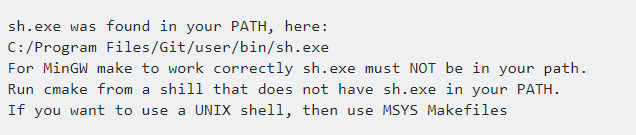 sh.exe was found in your PATH, here:
C:/Program Files/Git/user/bin/sh.exe
For MinGW make to work correctly sh.exe must NOT be in your path.
Run cmake from a shill that does not have sh.exe in your PATH.
If you want to use a UNIX shell, then use MSYS Makefiles